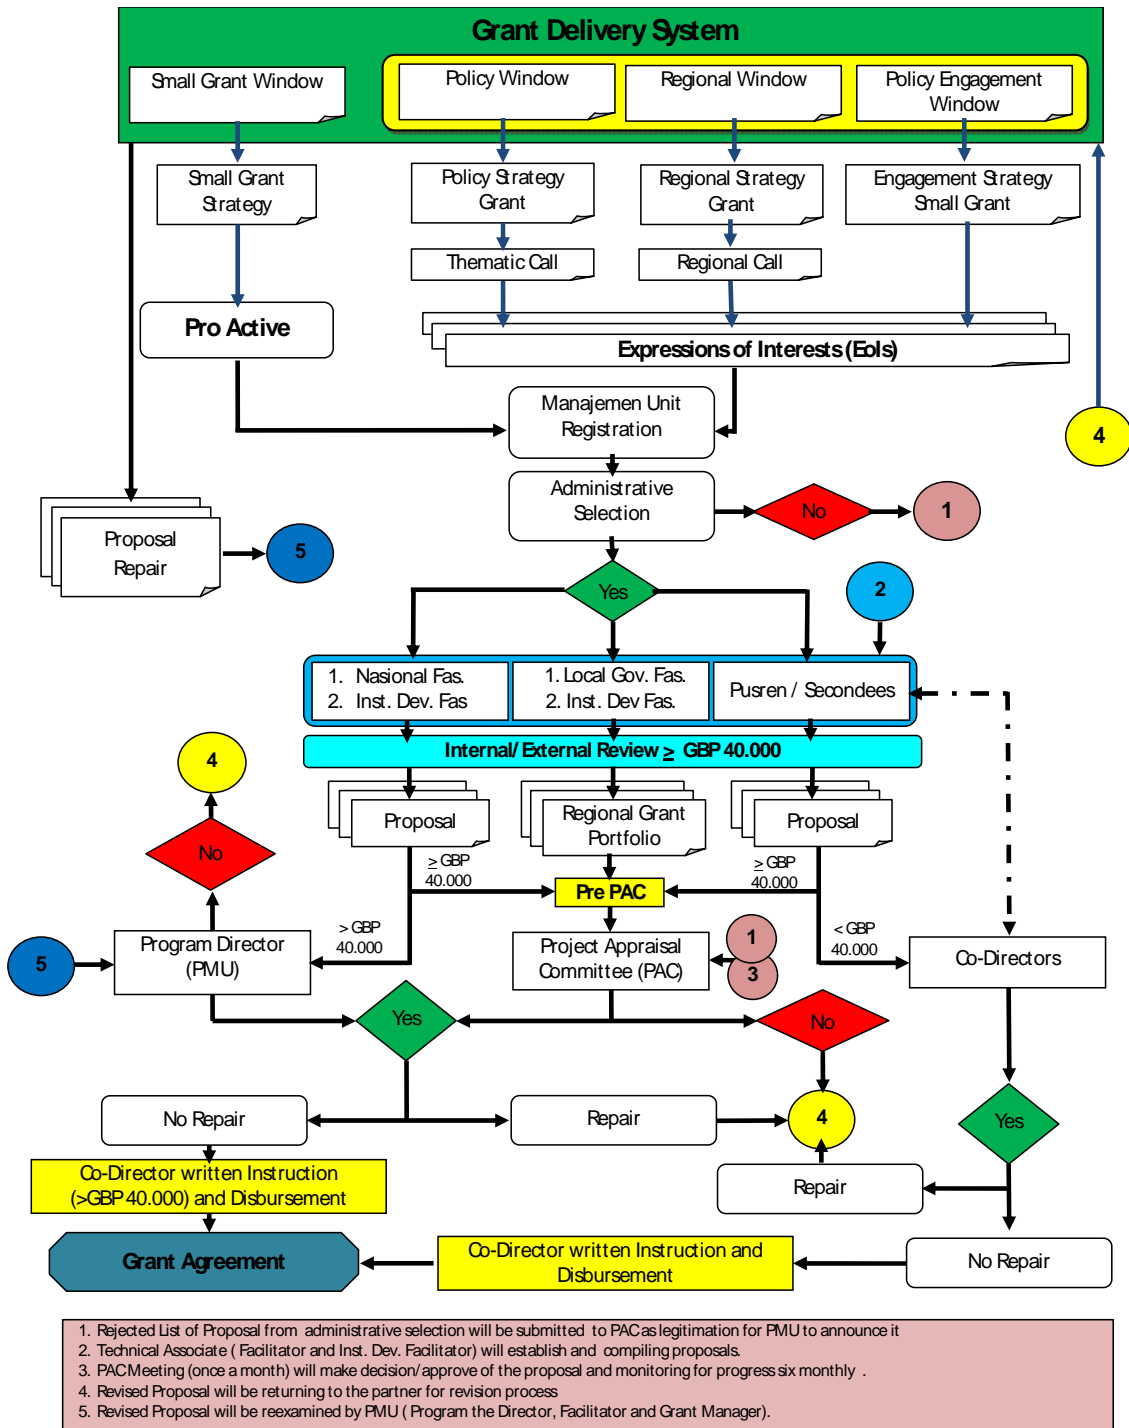 Grant Delivery System
Small Grant Window
Policy Window
Regional Window
Policy Engagement
Window
Small Grant
Strategy
Policy Strategy
Grant
Regional Strategy
Grant
Engagement Strategy
Small Grant
Thematic Call
Regional Call
Pro Active
Expressions of Interests (EoIs)
Manajemen Unit
Registration
4
Administrative
Selection
No
1
Proposal
Repair
5
Yes
2
1. Nasional Fas.
2. Inst. Dev. Fas
1. Local Gov. Fas.
2. Inst. Dev Fas.
Pusren / Secondees
Internal/ External Review ≥ GBP 40.000
4
Proposal
Regional Grant
Portfolio
Proposal
No
≥ GBP
40.000
Pre PAC
≥ GBP
40.000
> GBP
40.000
< GBP
40.000
5
Program Director
(PMU)
Project Appraisal
Committee (PAC)
1
3
Co-Directors
Yes
No
No Repair
Repair
4
Yes
Co-Director written Instruction
(>GBP 40.000) and Disbursement
Repair
Grant Agreement
Co-Director written Instruction and
Disbursement
No Repair
1. Rejected List of Proposal from administrative selection will be submitted to PAC as legitimation for PMU to announce it
2. Technical Associate ( Facilitator and Inst. Dev. Facilitator) will establish and compiling proposals.
3. PAC Meeting (once a month) will make decision/approve of the proposal and monitoring for progress six monthly .
4. Revised Proposal will be returning to the partner for revision process
5. Revised Proposal will be reexamined by PMU ( Program the Director, Facilitator and Grant Manager).